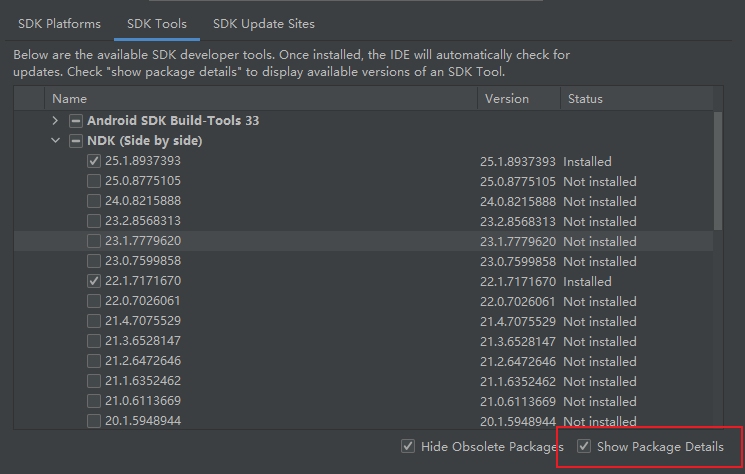 SDK Platforms SDK Tools SDK Update Sites
Below are the available SDK developer tools. Once installed, the IDE will automatically check for
updates. Check "show package details" to display available versions of an SDK Tool.
Name Version Status
Android SDK Build-Tools 33
NDK (Side by side)
25.1.8937393 25.1.8937393 Installed
25.0.8775105 25.0.8775105 Not installed
24.0.8215888 24.0.8215888 Not installed
23.2.8568313 23.2.8568313 Not installed
23.1.7779620 23.1.7779620 Not installed
23.0.7599858 23.0.7599858 Not installed
22.1.7171670 22.1.7171670 Installed
22.0.7026061 22.0.7026061 Not installed
21.4.7075529 21.4.7075529 Not installed
21.3.6528147 21.3.6528147 Not installed
21.2.6472646 21.2.6472646 Not installed
21.1.6352462 21.1.6352462 Not installed
21.0.6113669 21.0.6113669 Not installed
20.1.5948944 20.1.5948944 Not installed
Hide Obsolete Packages Show Package Details